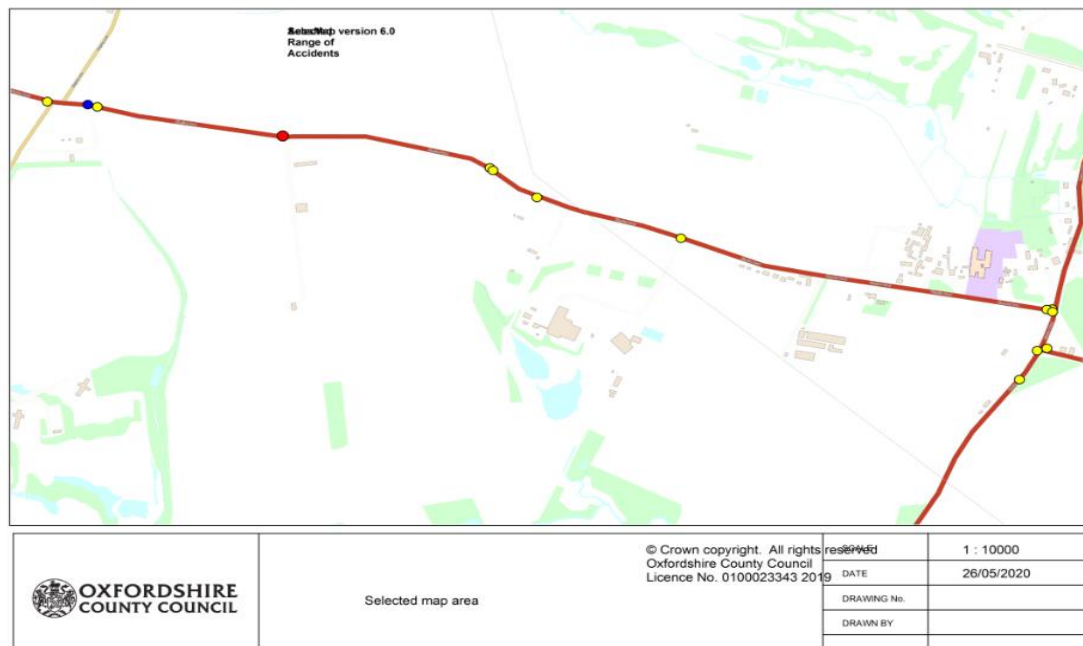 Range of
Accidents
version 6.0
OXFORDSHIRE
COUNTY COUNCIL
Selected map area
© Crown copyright. All rights reserved
Oxfordshire County Council
Licence No. 0100023343 2019
SCALE
1 : 10000
DATE
26/05/2020
DRAWING No.
DRAWN BY